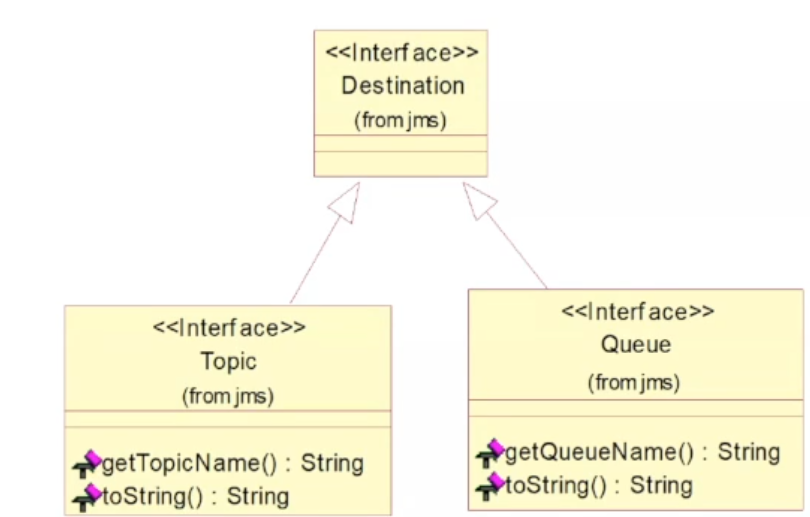 <<Interface>>
Destination
(from jms)
<<Interface>>
Topic
(from jms)
getTopicName() : String
toString() : String
<<Interface>>
Queue
(from jms)
getQueueName() : String
toString() : String